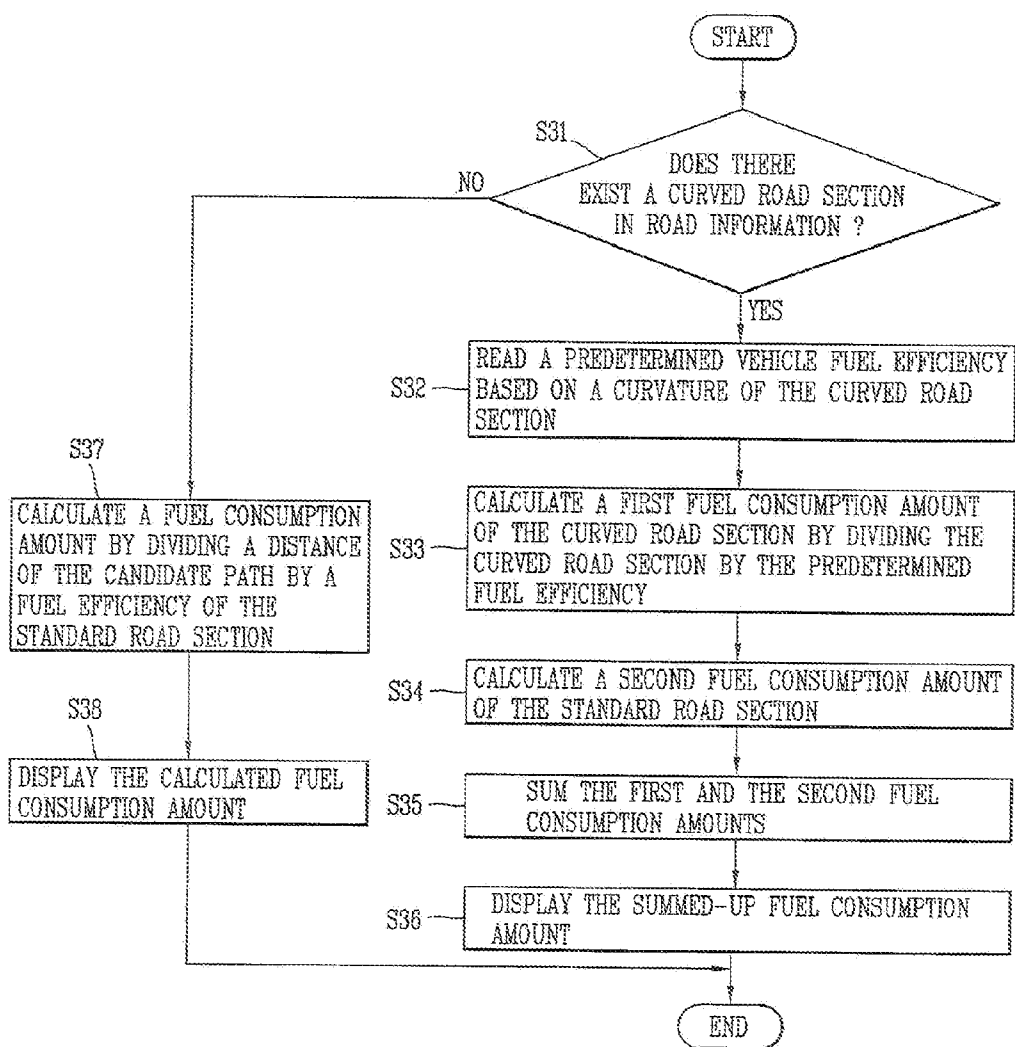 START
S31
DOES THERE
EXIST A CURVED ROAD SECTION
IN ROAD INFORMATION ?
NO
YES
S32
READ A PREDETERMINED VEHICLE FUEL EFFICIENCY
BASED ON A CURVATURE OF THE CURVED ROAD
SECTION
S37
CALCULATE A FUEL CONSUMPTION
AMOUNT BY DIVIDING A DISTANCE
OF THE CANDIDATE PATH BY A
FUEL EFFICIENCY OF THE
STANDARD ROAD SECTION
S33
CALCULATE A FIRST FUEL CONSUMPTION AMOUNT
OF THE CURVED ROAD SECTION BY DIVIDING THE
CURVED ROAD SECTION BY THE PREDETERMINED
FUEL EFFICIENCY
S34
CALCULATE A SECOND FUEL CONSUMPTION AMOUNT
OF THE STANDARD ROAD SECTION
S38
DISPLAY THE CALCULATED FUEL
CONSUMPTION AMOUNT
S35
SUM THE FIRST AND THE SECOND FUEL
CONSUMPTION AMOUNTS
S36
DISPLAY THE SUMMED-UP FUEL CONSUMPTION
AMOUNT
END